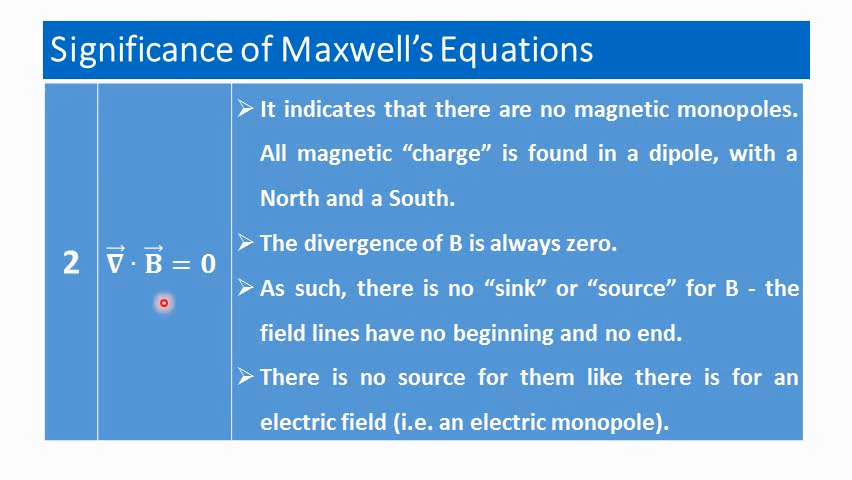 Significance of Maxwell's Equations
2
∇⃗ · B⃗ = 0
➢ It indicates that there are no magnetic monopoles.
All magnetic “charge” is found in a dipole, with a
North and a South.
➢ The divergence of B is always zero.
➢ As such, there is no “sink” or “source” for B - the
field lines have no beginning and no end.
➢ There is no source for them like there is for an
electric field (i.e. an electric monopole).